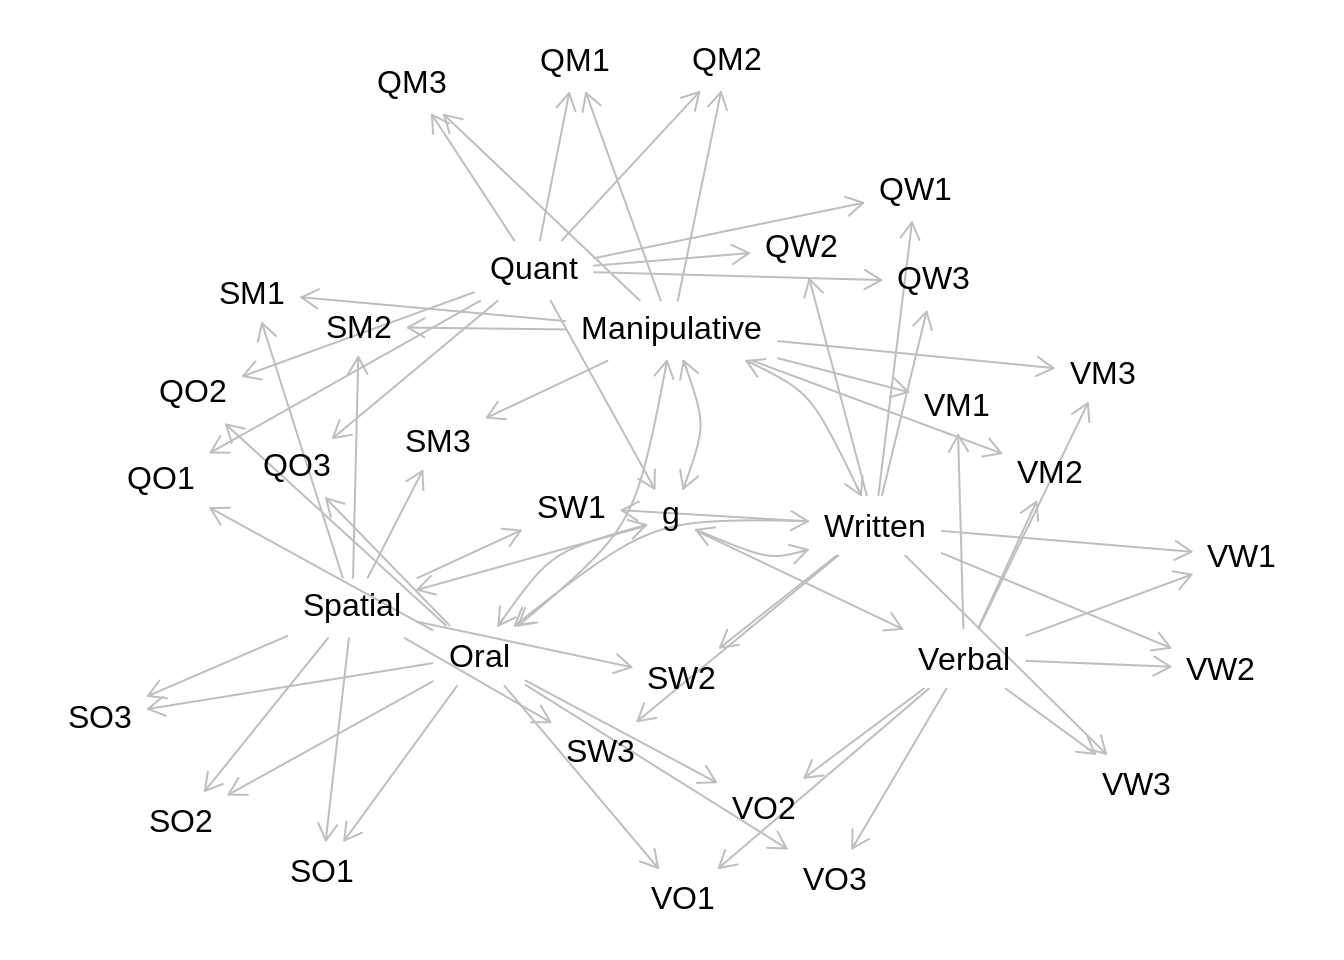 QM1
QM2
QM3
QW1
QW2
Quant
QW3
SM1
SM2
Manipulative
VM3
QO2
VM1
SM3
QO3
VM2
QO1
SW1
g
Written
VW1
Spatial
Oral
Verbal
VW2
SW2
SO3
SW3
VW3
VO2
SO2
SO1
VO3
VO1